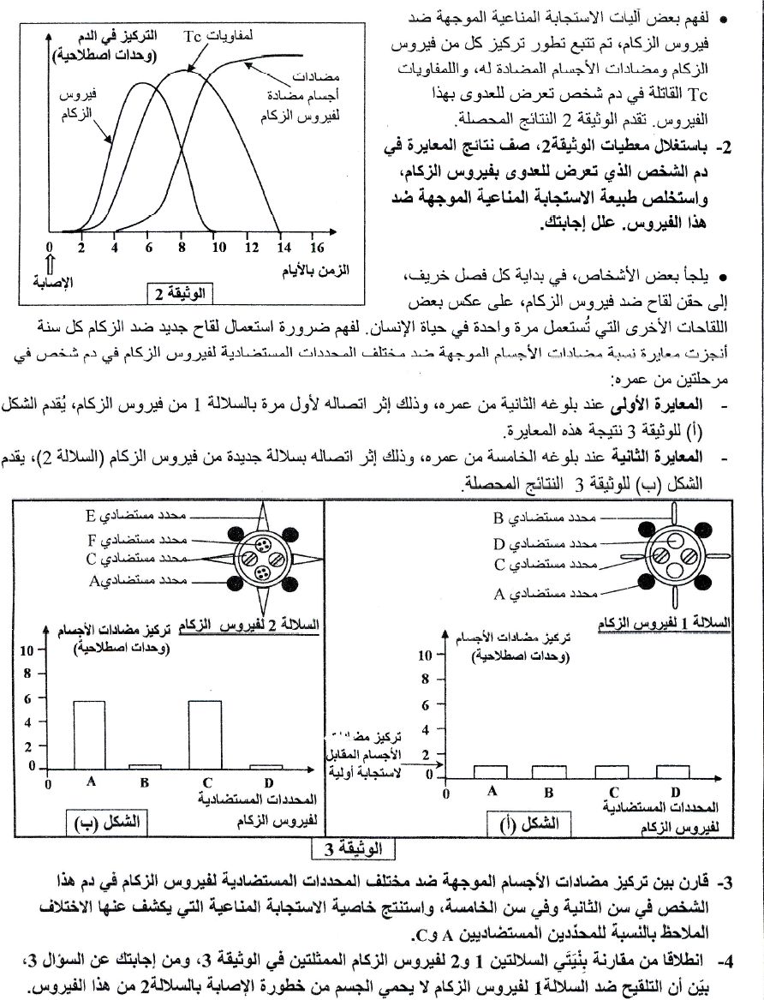 • لفهم بعض آليات الاستجابة المناعية الموجهة ضد
فيروس الزكام، تم تتبع تطور تركيز كل من فيروس
الزكام ومضادات الأجسام المضادة له، واللمفاويات
Tc القاتلة في دم شخص تعرض للعدوى بهذا
الفيروس. تقدم الوثيقة 2 النتائج المحصلة.
2- باستغلال معطيات الوثيقة2، صف نتائج المعايرة في
دم الشخص الذي تعرض للعدوى بفيروس الزكام،
واستخلص طبيعة الاستجابة المناعية الموجهة ضد
هذا الفيروس. علل إجابتك.
التركيز في الدم
(وحدات اصطلاحية)
لمفاويات Tc
مضادات
أجسام مضادة
لفيروس الزكام
فيروس
الزكام
0 2 4 6 8 10 12 14 16
الزمن بالأيام
الإصابة
الوثيقة 2
• يلجأ بعض الأشخاص، في بداية كل فصل خريف،
إلى حقن لقاح ضد فيروس الزكام، على عكس بعض
اللقاحات الأخرى التي تُستعمل مرة واحدة في حياة الإنسان. لفهم ضرورة استعمال لقاح جديد ضد الزكام كل سنة
أنجزت معايرة نسبة مضادات الأجسام الموجهة ضد مختلف المحددات المستضادية لفيروس الزكام في دم شخص في
مرحلتين من عمره:
- المعايرة الأولى عند بلوغه الثانية من عمره، وذلك إثر اتصاله لأول مرة بالسلالة 1 من فيروس الزكام، يُقدم الشكل
(أ) للوثيقة 3 نتيجة هذه المعايرة.
- المعايرة الثانية عند بلوغه الخامسة من عمره، وذلك إثر اتصاله بسلالة جديدة من فيروس الزكام (السلالة 2)، يقدم
الشكل (ب) للوثيقة 3 النتائج المحصلة.
محدد مستضادي B
محدد مستضادي D
محدد مستضادي C
محدد مستضادي A
السلالة 1 لفيروس الزكام
تركيز مضادات الأجسام
(وحدات اصطلاحية)
10
8
6
4
2
0
تركيز
الأجسام المقابل
لاستجابة أولية
0 A B C D
المحددات المستضادية
لفيروس الزكام
الشكل (أ)
محدد مستضادي E
محدد مستضادي F
محدد مستضادي C
محدد مستضادي A
السلالة 2 لفيروس الزكام
تركيز مضادات الأجسام
(وحدات اصطلاحية)
10
8
6
4
2
0
0 A B C D
المحددات المستضادية
لفيروس الزكام
الشكل (ب)
الوثيقة 3
3- قارن بين تركيز مضادات الأجسام الموجهة ضد مختلف المحددات المستضادية لفيروس الزكام في دم هذا
الشخص في سن الثانية وفي سن الخامسة، واستنتج خاصية الاستجابة المناعية التي يكشف عنها الاختلاف
الملاحظ بالنسبة للمحدّدين المستضاديين A وC.
4- انطلاقا من مقارنة بِنْيَتَي السلالتين 1 و2 لفيروس الزكام الممثلتين في الوثيقة 3، ومن إجابتك عن السؤال 3،
بيّن أن التلقيح ضد السلالة1 لفيروس الزكام لا يحمي الجسم من خطورة الإصابة بالسلالة2 من هذا الفيروس.